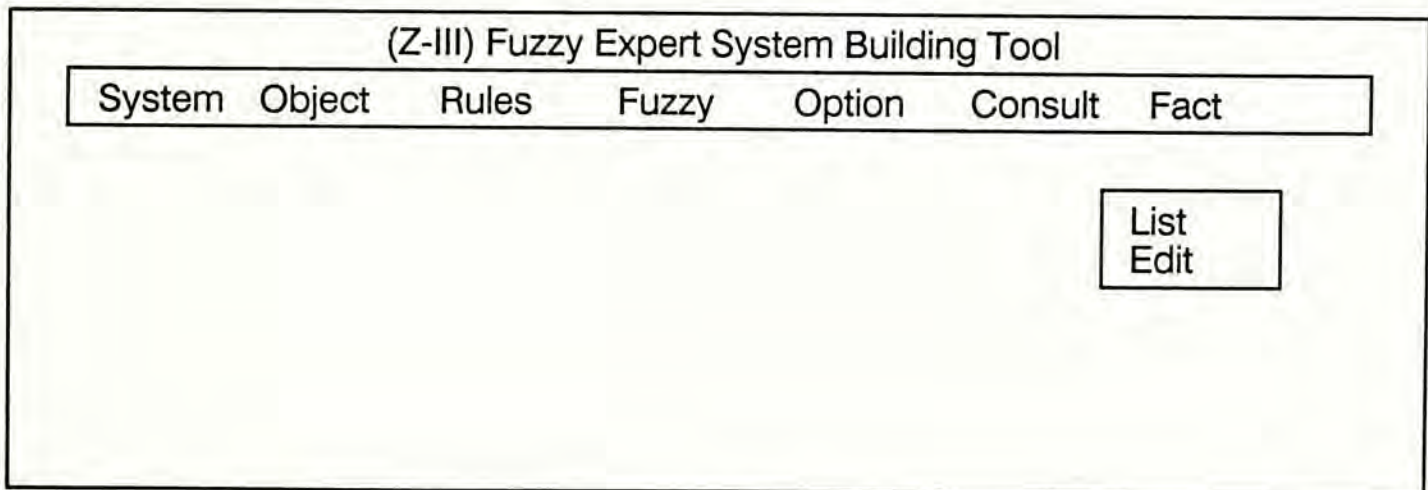 (Z-III) Fuzzy Expert System Building Tool
System Object Rules Fuzzy Option Consult Fact
List
Edit